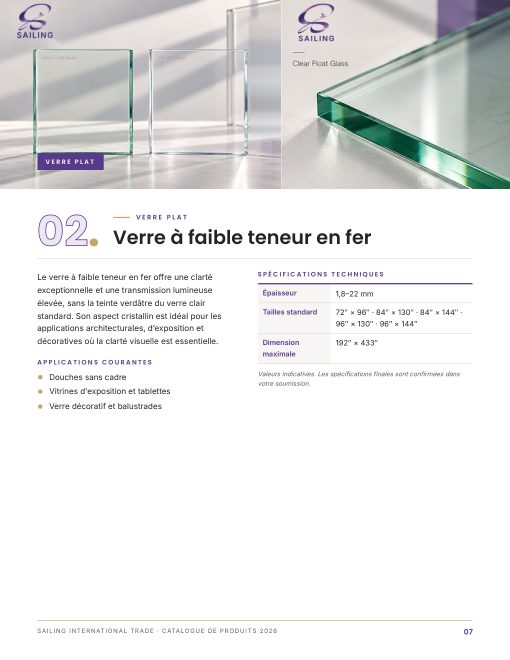 SAILING
Clear Float Glass
SAILING
Clear Float Glass
VERRE PLAT
02.
VERRE PLAT
Verre à faible teneur en fer
Le verre à faible teneur en fer offre une clarté
exceptionnelle et une transmission lumineuse
élevée, sans la teinte verdâtre du verre clair
standard. Son aspect cristallin est idéal pour les
applications architecturales, d'exposition et
décoratives où la clarté visuelle est essentielle.
APPLICATIONS COURANTES
Douches sans cadre
Vitrines d'exposition et tablettes
Verre décoratif et balustrades
SPÉCIFICATIONS TECHNIQUES
Épaisseur 1,8–22 mm
Tailles standard 72" × 96" · 84" × 130" · 84" × 144" ·
96" × 130" · 96" × 144"
Dimension 192" × 433"
maximale
Valeurs indicatives. Les spécifications finales sont confirmées dans
votre soumission.
SAILING INTERNATIONAL TRADE · CATALOGUE DE PRODUITS 2026
07